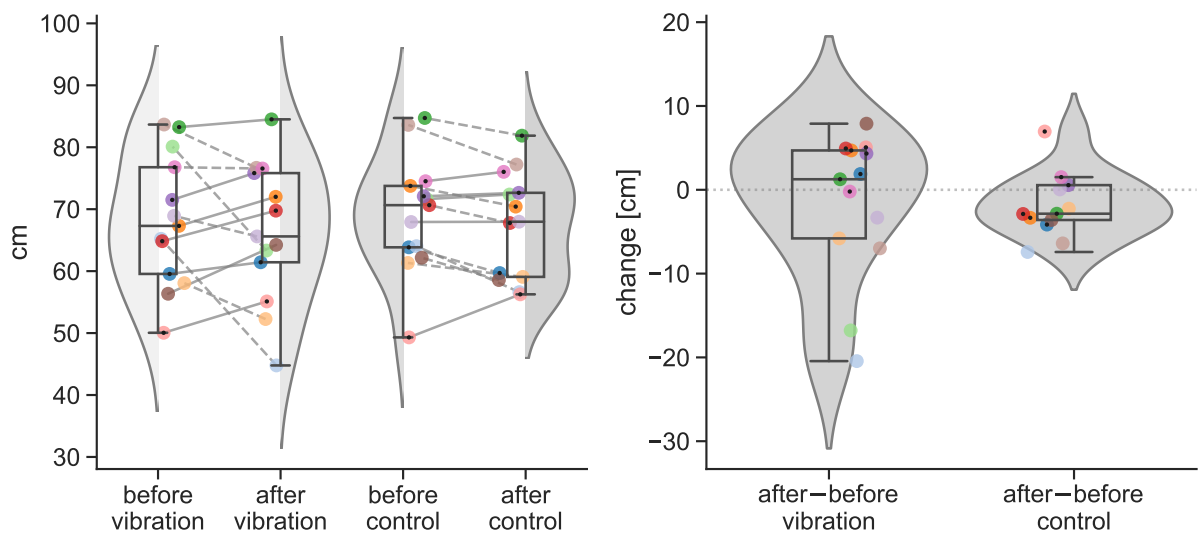 100
90
80
70
60
50
40
30
cm
before
vibration
after
vibration
before
control
after
control
20
10
0
−10
−20
−30
change [cm]
after−before
vibration
after−before
control